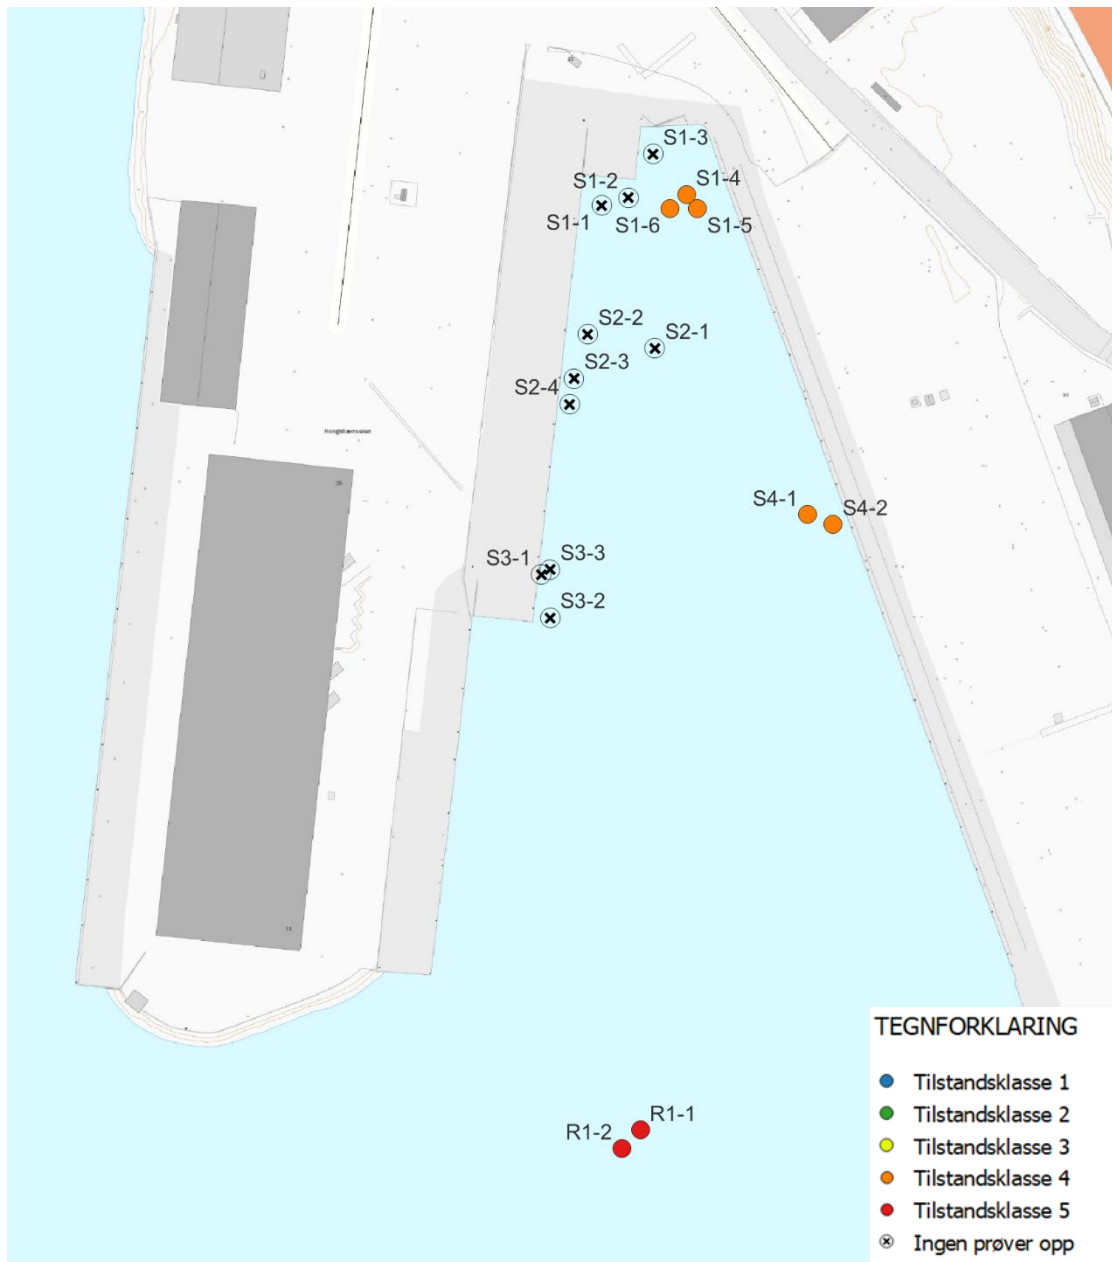 S1-3
S1-2
S1-4
S1-1
S1-6
S1-5
S2-2
S2-1
S2-3
S2-4
S4-1
S4-2
S3-3
S3-1
S3-2
R1-1
R1-2
TEGNFORKLARING
Tilstandsklasse 1
Tilstandsklasse 2
Tilstandsklasse 3
Tilstandsklasse 4
Tilstandsklasse 5
Ingen prøver opp